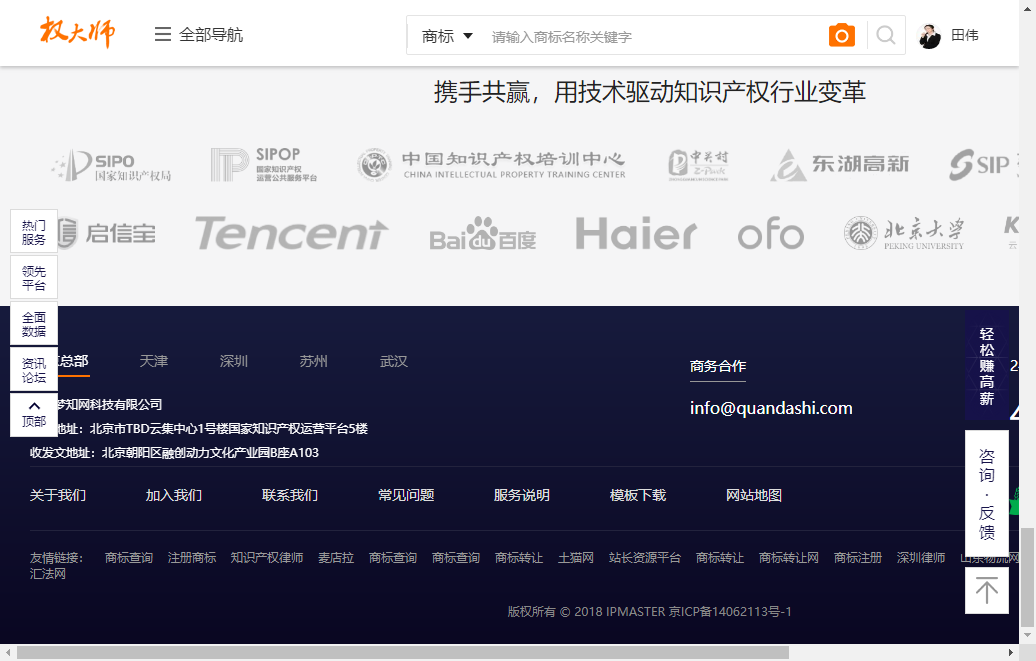 权大师
全部导航
商标
请输入商标名称关键字
田伟
携手共赢，用技术驱动知识产权行业变革
SIPO
国家知识产权局
SIPOP
国家知识产权
运营公共服务平台
中国知识产权培训中心
CHINA INTELLECTUAL PROPERTY TRAINING CENTER
中关村
Z-Park
东湖高新
SIP
启信宝
Tencent
Bai du 百度
Haier
ofo
北京大学
PEKING UNIVERSITY
K
云
热门
服务
领先
平台
全面
数据
资讯
论坛
顶部
总部
天津
深圳
苏州
武汉
梦知网科技有限公司
地址：北京市TBD云集中心1号楼国家知识产权运营平台5楼
收发文地址：北京朝阳区融创动力文化产业园B座A103
商务合作
info@quandashi.com
轻松赚高薪
2
咨询·反馈
关于我们
加入我们
联系我们
常见问题
服务说明
模板下载
网站地图
友情链接：
商标查询
注册商标
知识产权律师
麦店拉
商标查询
商标查询
商标转让
土猫网
站长资源平台
商标转让
商标转让网
商标注册
深圳律师
山东物流网
汇法网
版权所有 © 2018 IPMASTER 京ICP备14062113号-1